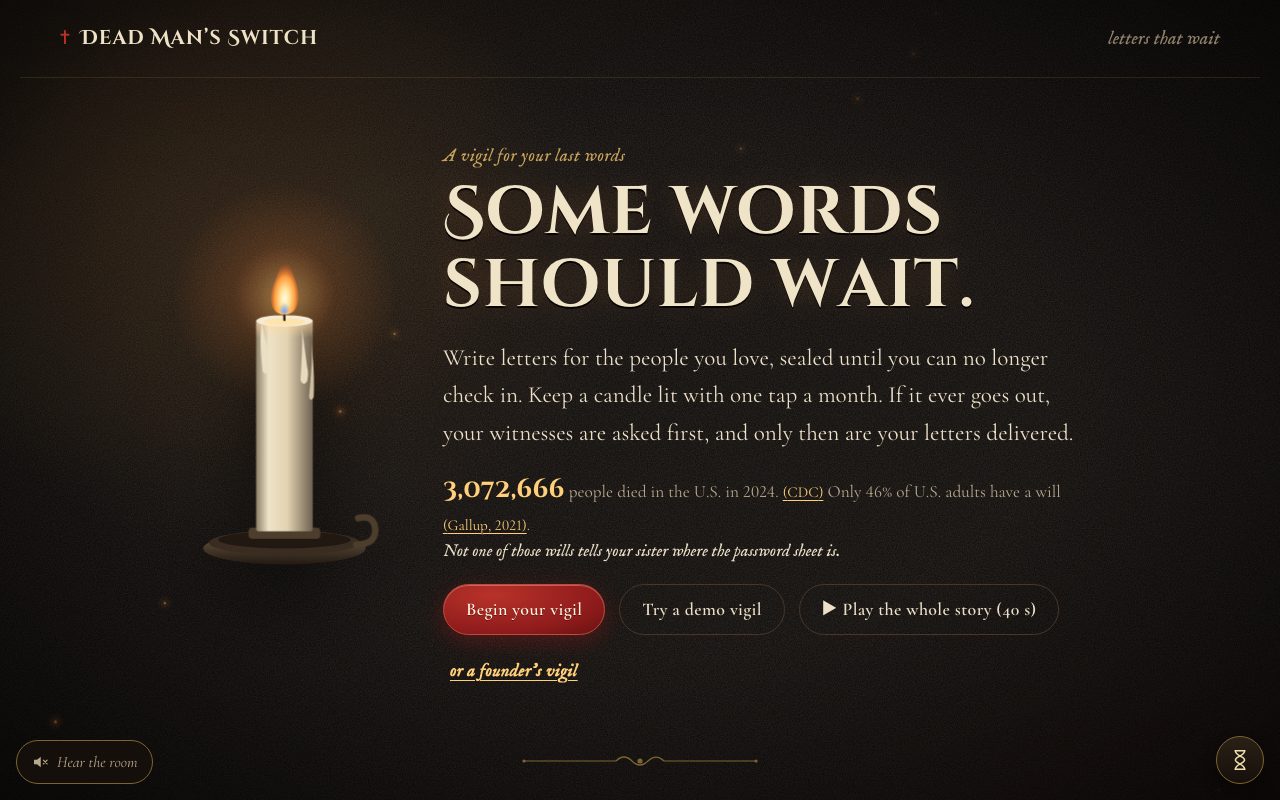 † Dead Man's Switch
letters that wait
A vigil for your last words
Some words
should wait.
Write letters for the people you love, sealed until you can no longer
check in. Keep a candle lit with one tap a month. If it ever goes out,
your witnesses are asked first, and only then are your letters delivered.
3,072,666 people died in the U.S. in 2024. (CDC) Only 46% of U.S. adults have a will
(Gallup, 2021).
Not one of those wills tells your sister where the password sheet is.
Begin your vigil
Try a demo vigil
▶ Play the whole story (40 s)
or a founder's vigil
Hear the room